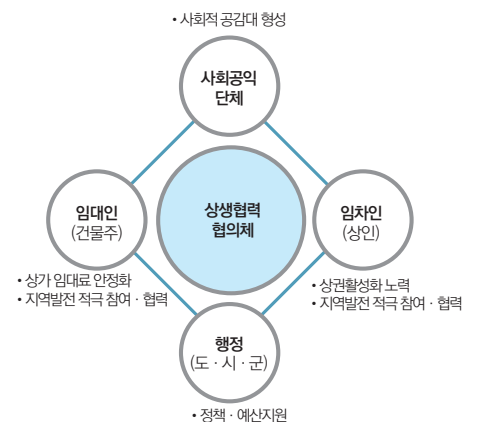 • 사회적 공감대 형성
사회공익
단체
임대인
(건물주)
• 상가 임대료 안정화
• 지역발전 적극 참여 · 협력
상생협력
협의체
임차인
(상인)
• 상권활성화 노력
• 지역발전 적극 참여 · 협력
행정
(도 · 시 · 군)
• 정책 · 예산지원